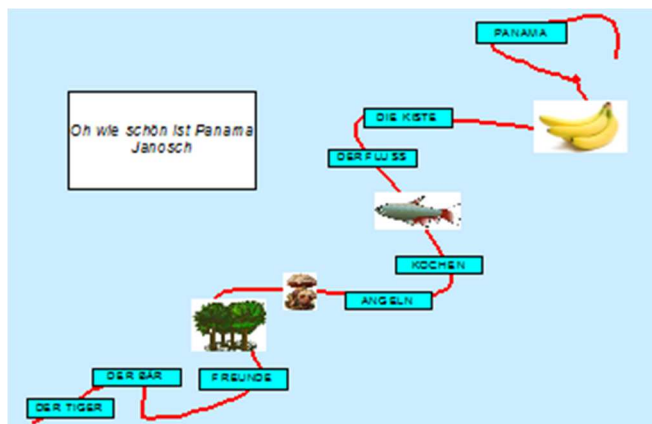 PANAMA
Oh wie schön ist Panama
Janosch
DIE KISTE
DER FLUSS
KOCHEN
ANGELN
DER BÄR
FREUNDE
DER TIGER